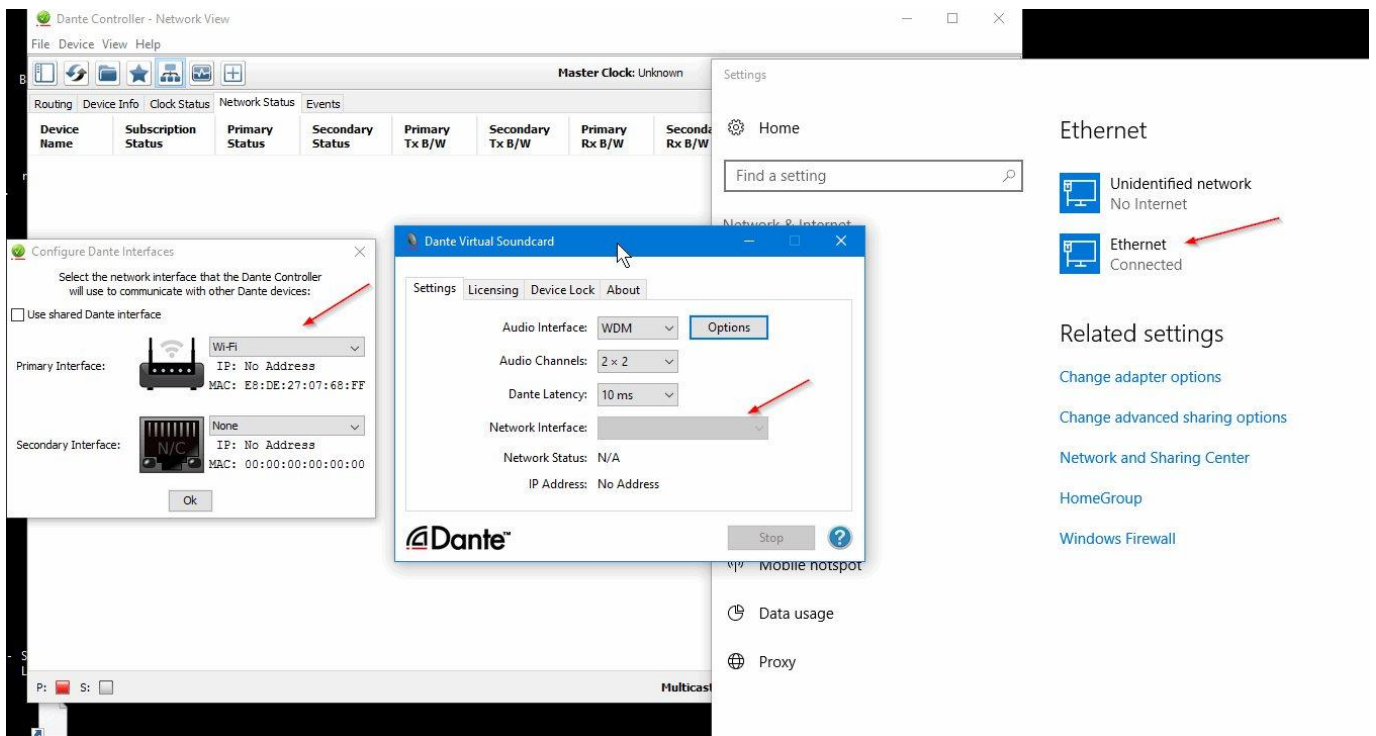 Dante Controller - Network View
File Device View Help
Master Clock: Unknown
Routing Device Info Clock Status Network Status Events
Device Name Subscription Status Primary Status Secondary Status Primary Tx B/W Secondary Tx B/W Primary Rx B/W Seconda Rx B/W
Configure Dante Interfaces
Select the network interface that the Dante Controller
will use to communicate with other Dante devices:
Use shared Dante interface
Primary Interface:
Wi-Fi
IP: No Address
MAC: E8:DE:27:07:68:FF
Secondary Interface:
N/C
None
IP: No Address
MAC: 00:00:00:00:00:00
Ok
P: S:
Multicast
Dante Virtual Soundcard
Settings Licensing Device Lock About
Audio Interface: WDM Options
Audio Channels: 2 × 2
Dante Latency: 10 ms
Network Interface:
Network Status: N/A
IP Address: No Address
Dante™
Stop
?
Settings
Home
Find a setting
Network & Internet
Mobile hotspot
Data usage
Proxy
Ethernet
Unidentified network
No Internet
Ethernet
Connected
Related settings
Change adapter options
Change advanced sharing options
Network and Sharing Center
HomeGroup
Windows Firewall